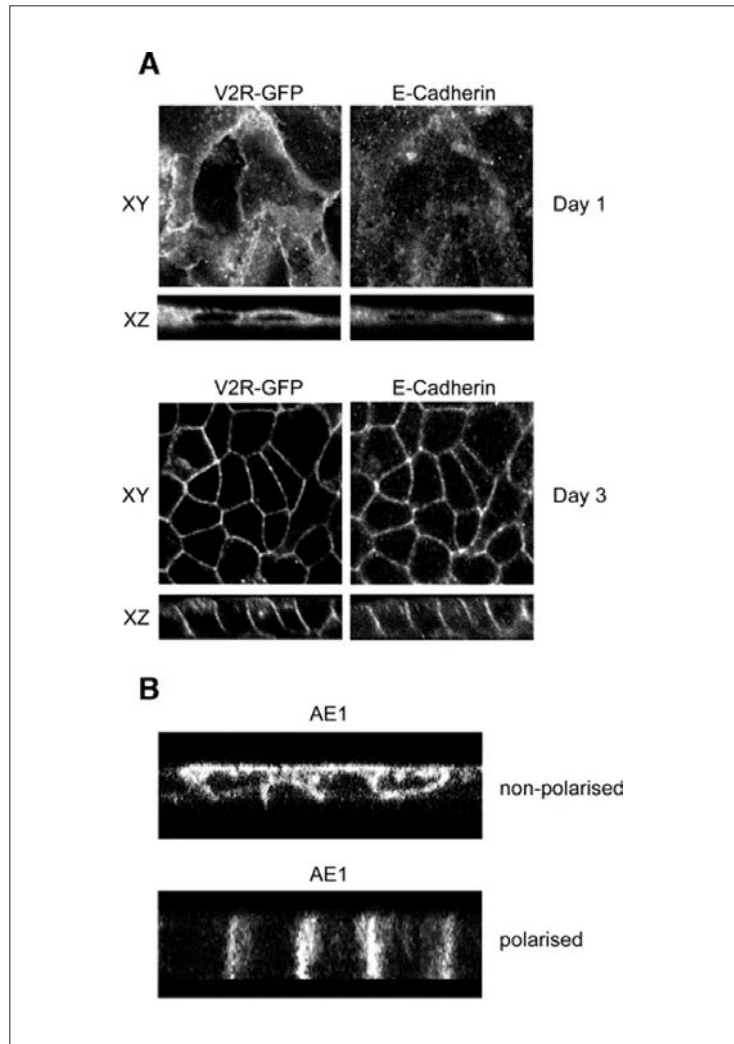 A
V2R-GFP E-Cadherin
XY Day 1
XZ
V2R-GFP E-Cadherin
XY Day 3
XZ
B
AE1
non-polarised
AE1
polarised